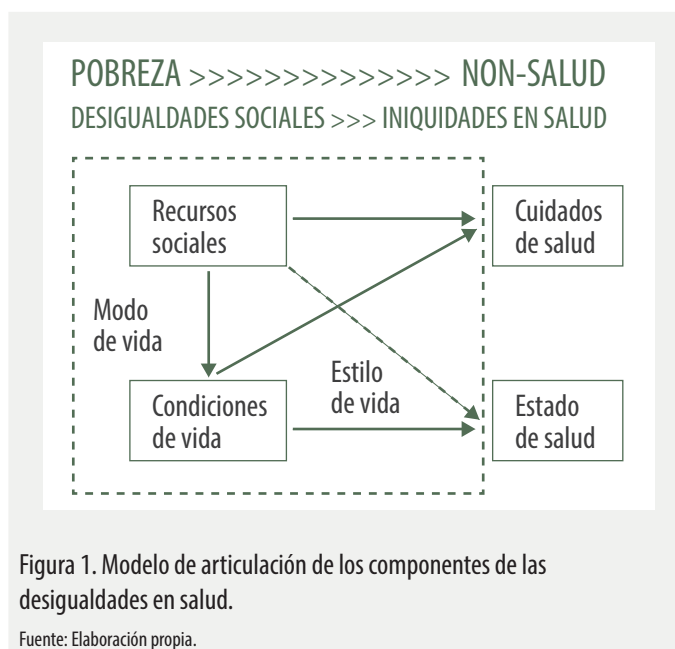 POBREZA >>>>>>>>>>>>>> NON-SALUD
DESIGUALDADES SOCIALES >>> INIQUIDADES EN SALUD
Recursos
sociales
Cuidados
de salud
Modo
de vida
Estilo
de vida
Condiciones
de vida
Estado
de salud
Figura 1. Modelo de articulación de los componentes de las
desigualdades en salud.
Fuente: Elaboración propia.